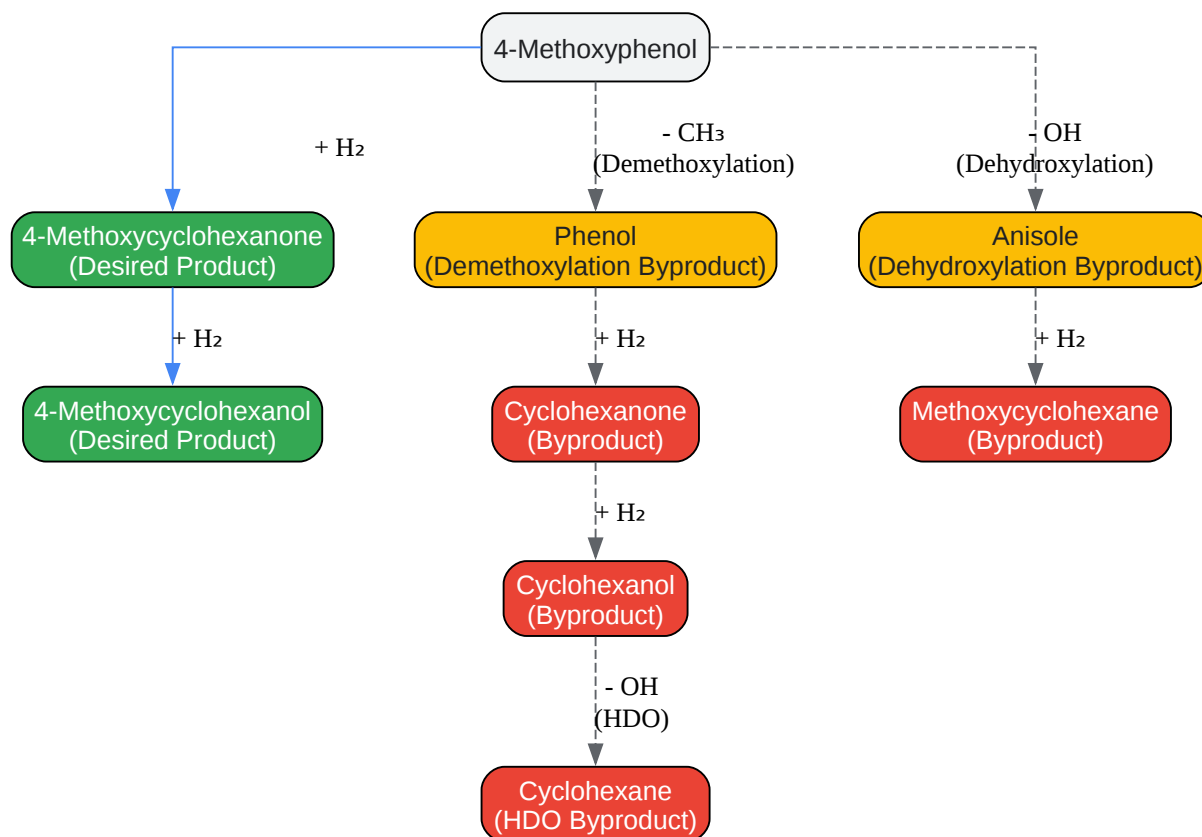 4-Methoxyphenol
+ H₂
- CH₃
(Demethoxylation)
- OH
(Dehydroxylation)
4-Methoxycyclohexanone
(Desired Product)
Phenol
(Demethoxylation Byproduct)
Anisole
(Dehydroxylation Byproduct)
+ H₂
+ H₂
+ H₂
4-Methoxycyclohexanol
(Desired Product)
Cyclohexanone
(Byproduct)
Methoxycyclohexane
(Byproduct)
+ H₂
Cyclohexanol
(Byproduct)
- OH
(HDO)
Cyclohexane
(HDO Byproduct)